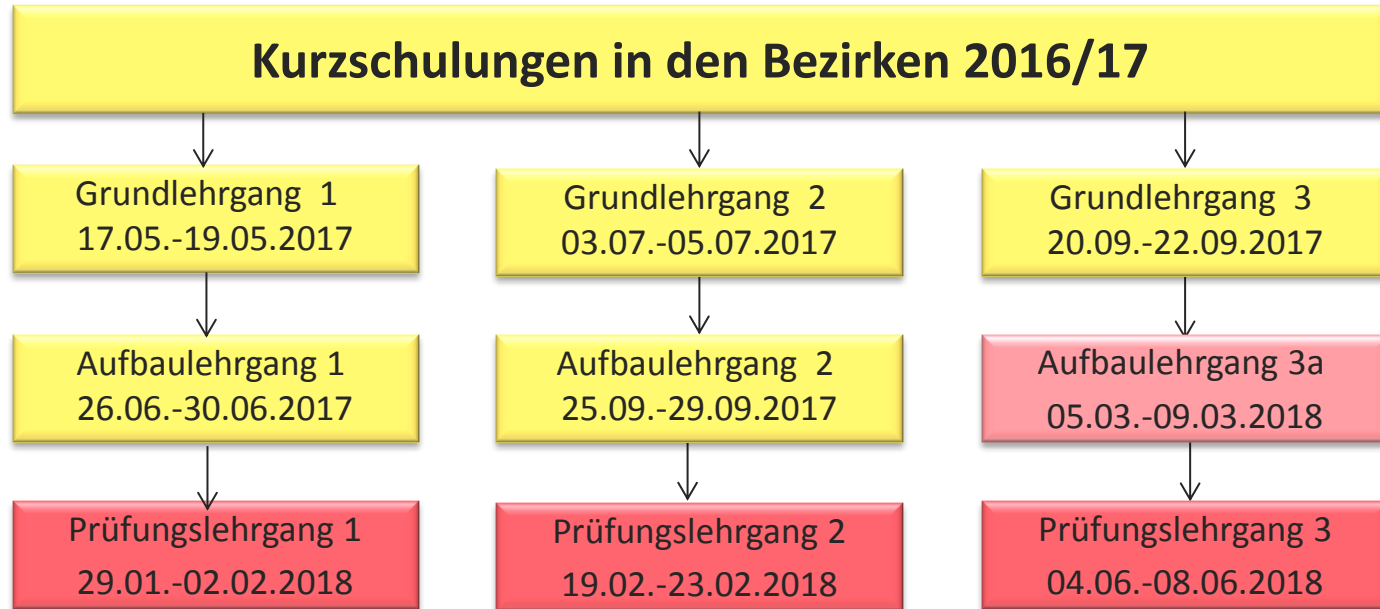 Kurzschulungen in den Bezirken 2016/17
Grundlehrgang 1
17.05.-19.05.2017
Grundlehrgang 2
03.07.-05.07.2017
Grundlehrgang 3
20.09.-22.09.2017
Aufbaulehrgang 1
26.06.-30.06.2017
Aufbaulehrgang 2
25.09.-29.09.2017
Aufbaulehrgang 3a
05.03.-09.03.2018
Prüfungslehrgang 1
29.01.-02.02.2018
Prüfungslehrgang 2
19.02.-23.02.2018
Prüfungslehrgang 3
04.06.-08.06.2018